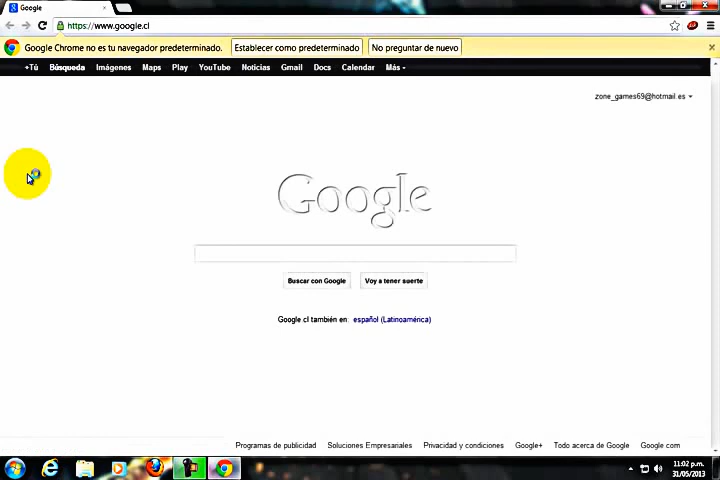 Google
https://www.google.cl
Google Chrome no es tu navegador predeterminado. Establecer como predeterminado No preguntar de nuevo
+Tú Búsqueda Imágenes Maps Play YouTube Noticias Gmail Docs Calendar Más
zone_games69@hotmail.es
Google
Buscar con Google Voy a tener suerte
Google.cl también en: español (Latinoamérica)
Programas de publicidad Soluciones Empresariales Privacidad y condiciones Google+ Todo acerca de Google Google.com
11:02 p.m.
31/05/2013